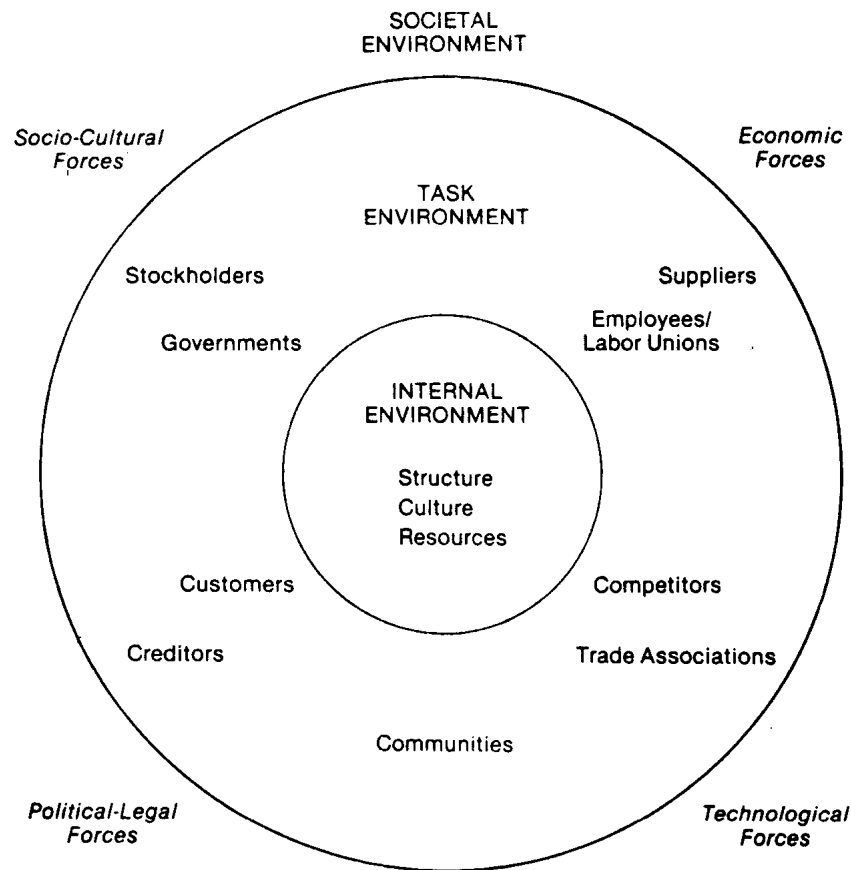 SOCIETAL
ENVIRONMENT
Socio-Cultural
Forces
Economic
Forces
TASK
ENVIRONMENT
Stockholders
Suppliers
Governments
Employees/
Labor Unions
INTERNAL
ENVIRONMENT
Structure
Culture
Resources
Customers
Competitors
Creditors
Trade Associations
Communities
Political-Legal
Forces
Technological
Forces